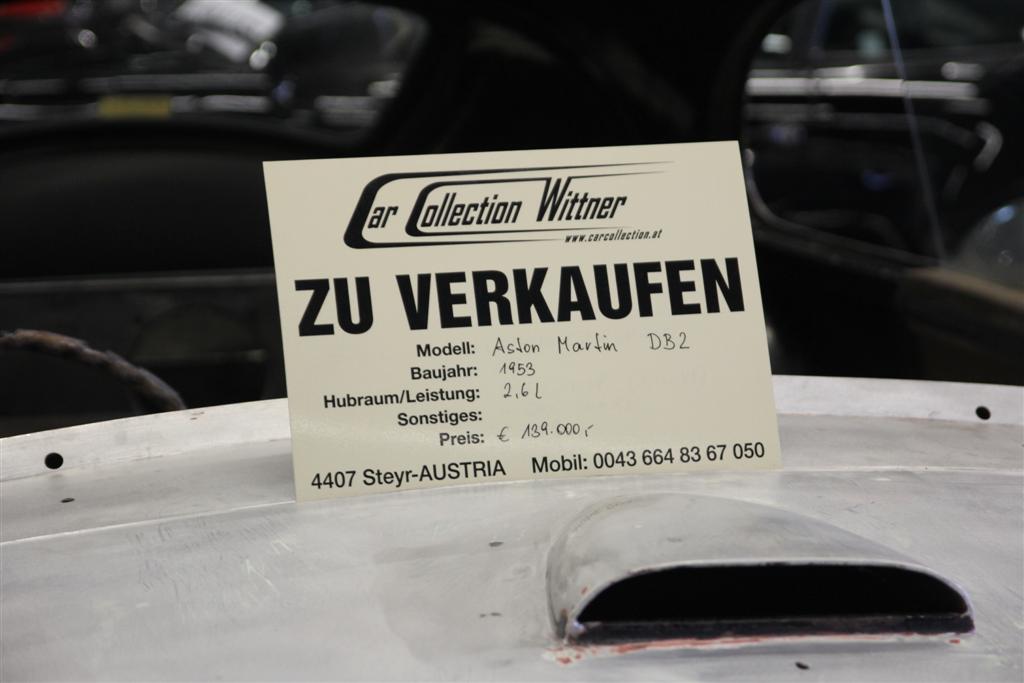 Car Collection Wittner
www.carcollection.at
ZU VERKAUFEN
Modell: Aston Martin DB2
Baujahr: 1953
Hubraum/Leistung: 2,6 L
Sonstiges:
Preis: € 139.000,-
4407 Steyr-AUSTRIA Mobil: 0043 664 83 67 050